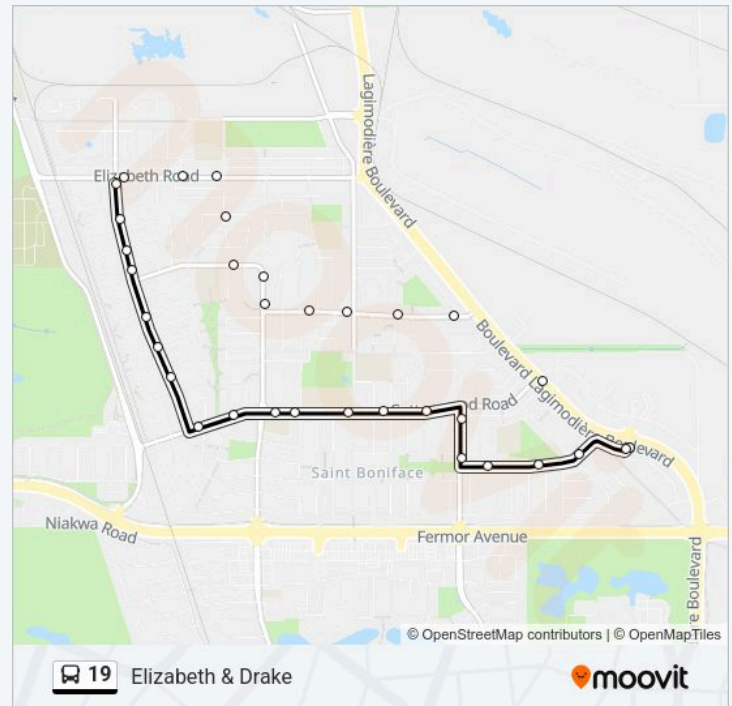 Lagimodière Boulevard
Elizabeth Road
Boulevard Lagimodière Boulevard
Road
Saint Boniface
Niakwa Road
Fermor Avenue
Boulevard
© OpenStreetMap contributors | © OpenMapTiles
19 Elizabeth & Drake
moovit